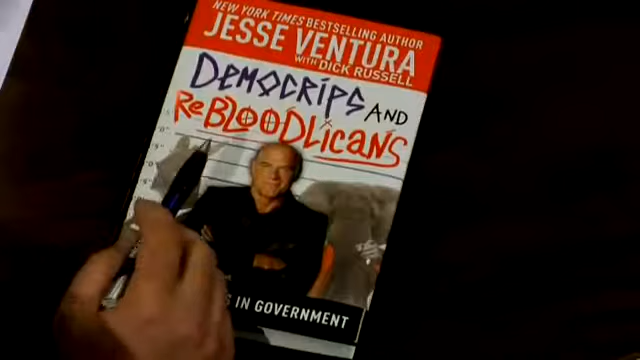 NEW YORK TIMES BESTSELLING AUTHOR
JESSE VENTURA
WITH DICK RUSSELL
DEMOCRIPS AND
ReBLOODLicaNS
IN GOVERNMENT